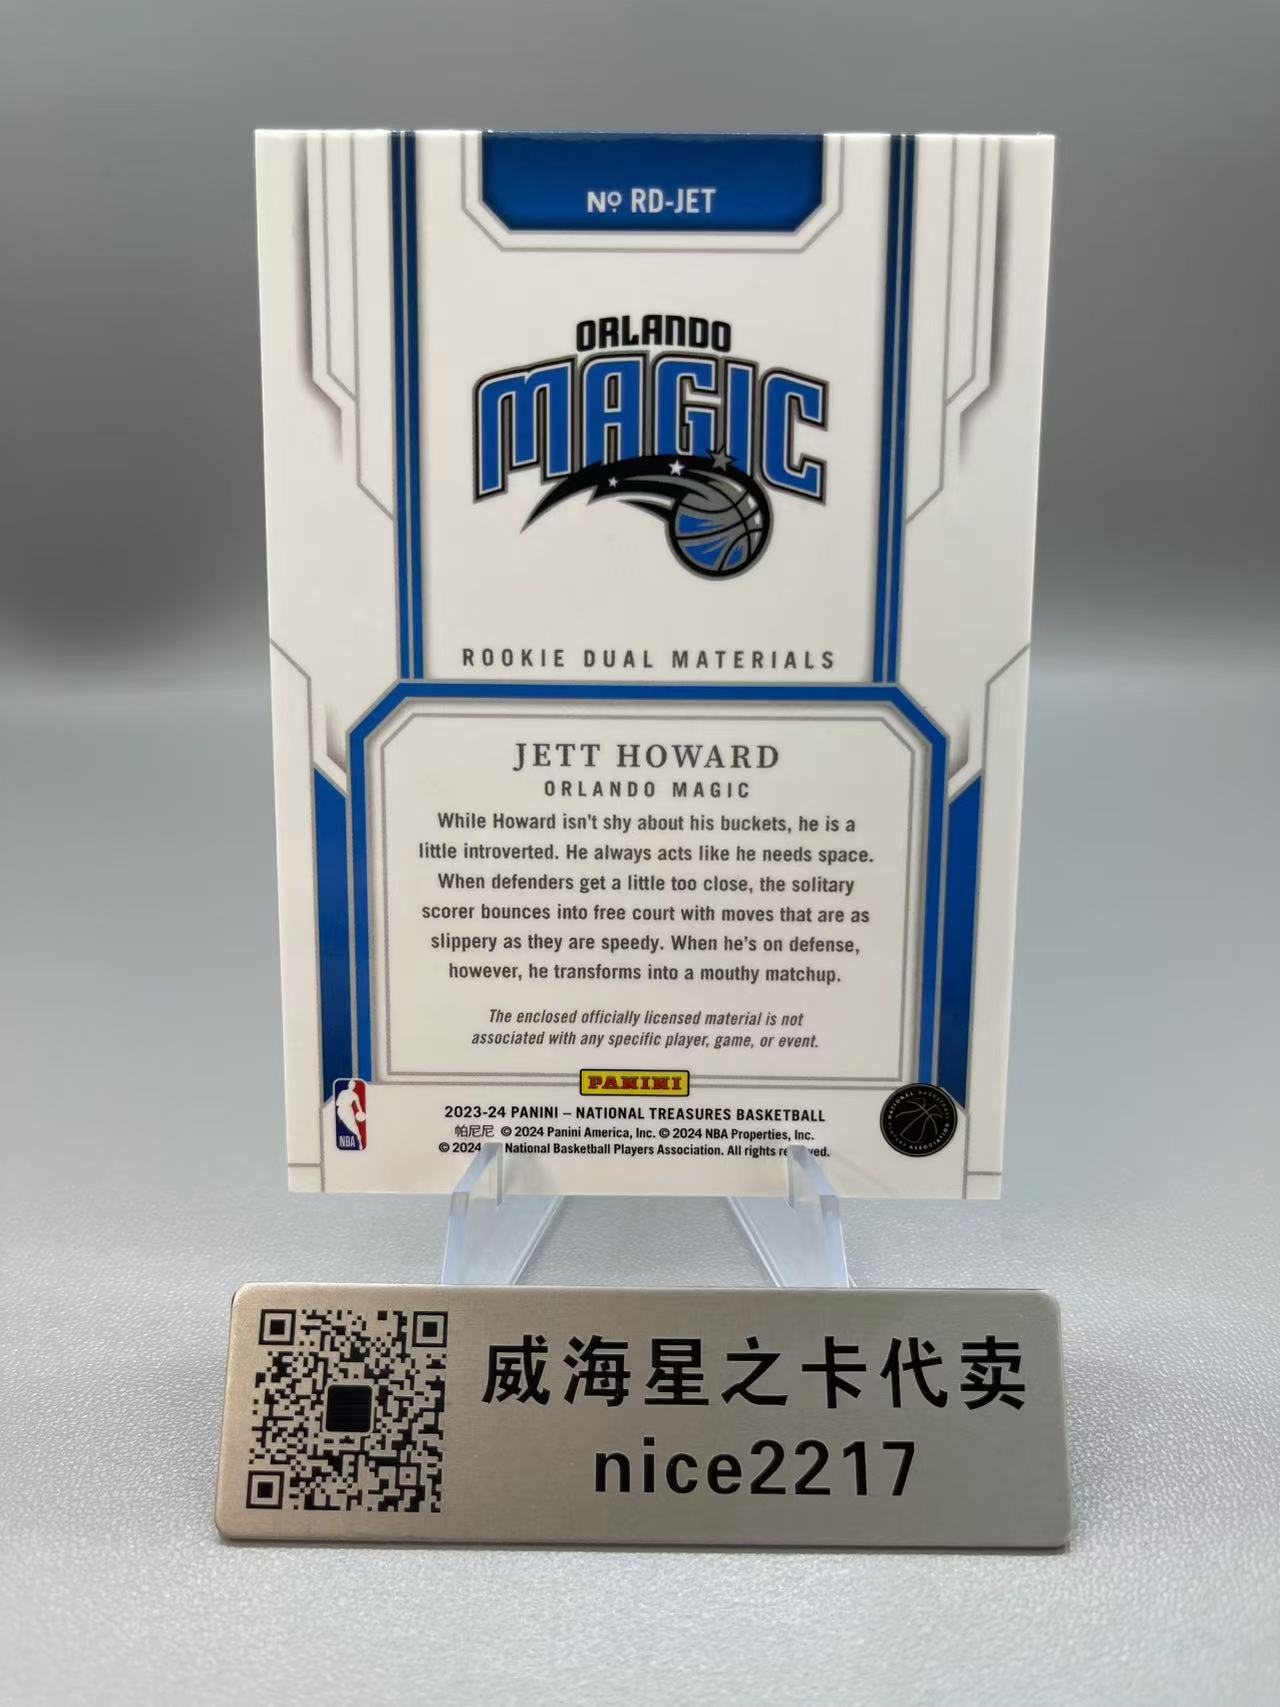 Nº RD-JET
ORLANDO
MAGIC
ROOKIE DUAL MATERIALS
JETT HOWARD
ORLANDO MAGIC
While Howard isn't shy about his buckets, he is a
little introverted. He always acts like he needs space.
When defenders get a little too close, the solitary
scorer bounces into free court with moves that are as
slippery as they are speedy. When he's on defense,
however, he transforms into a mouthy matchup.
The enclosed officially licensed material is not
associated with any specific player, game, or event.
PANINI
NBA
2023-24 PANINI – NATIONAL TREASURES BASKETBALL
帕尼尼 © 2024 Panini America, Inc. © 2024 NBA Properties, Inc.
© 2024 National Basketball Players Association. All rights
NATIONAL BASKETBALL
PLAYERS ASSOCIATION
威海星之卡代卖
nice2217